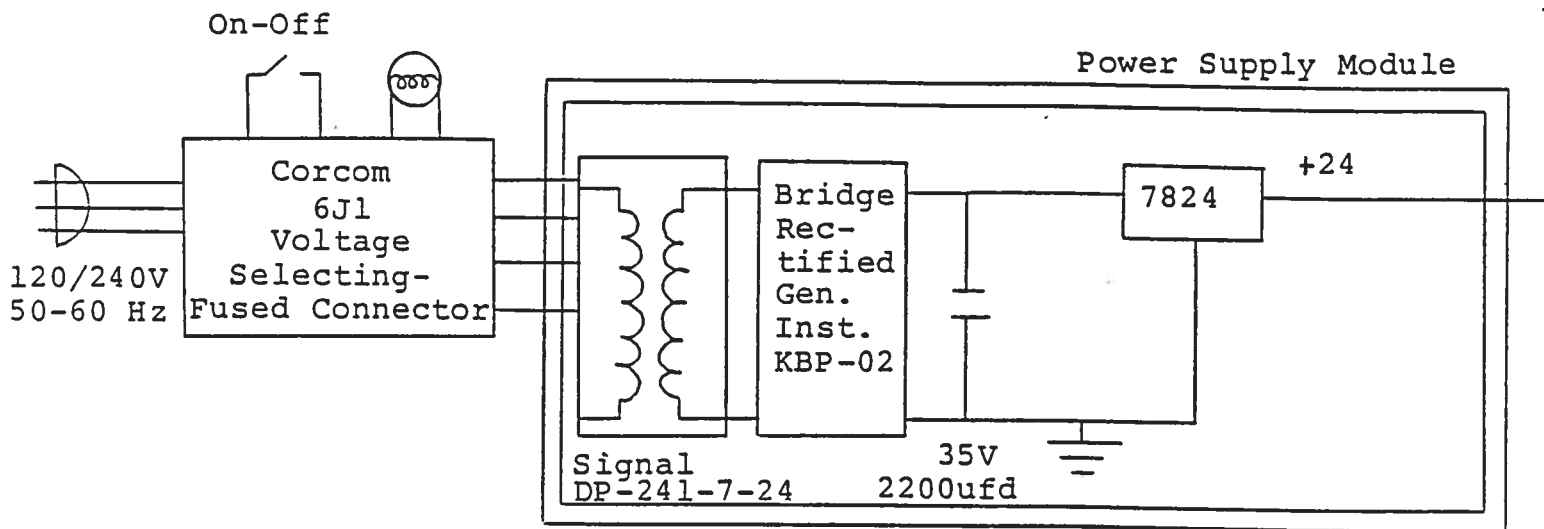 On-Off
Power Supply Module
Corcom
6J1
Voltage
Selecting-
Fused Connector
120/240V
50-60 Hz
Bridge
Rec-
tified
Gen.
Inst.
KBP-02
7824
+24
Signal
DP-241-7-24
35V
2200ufd